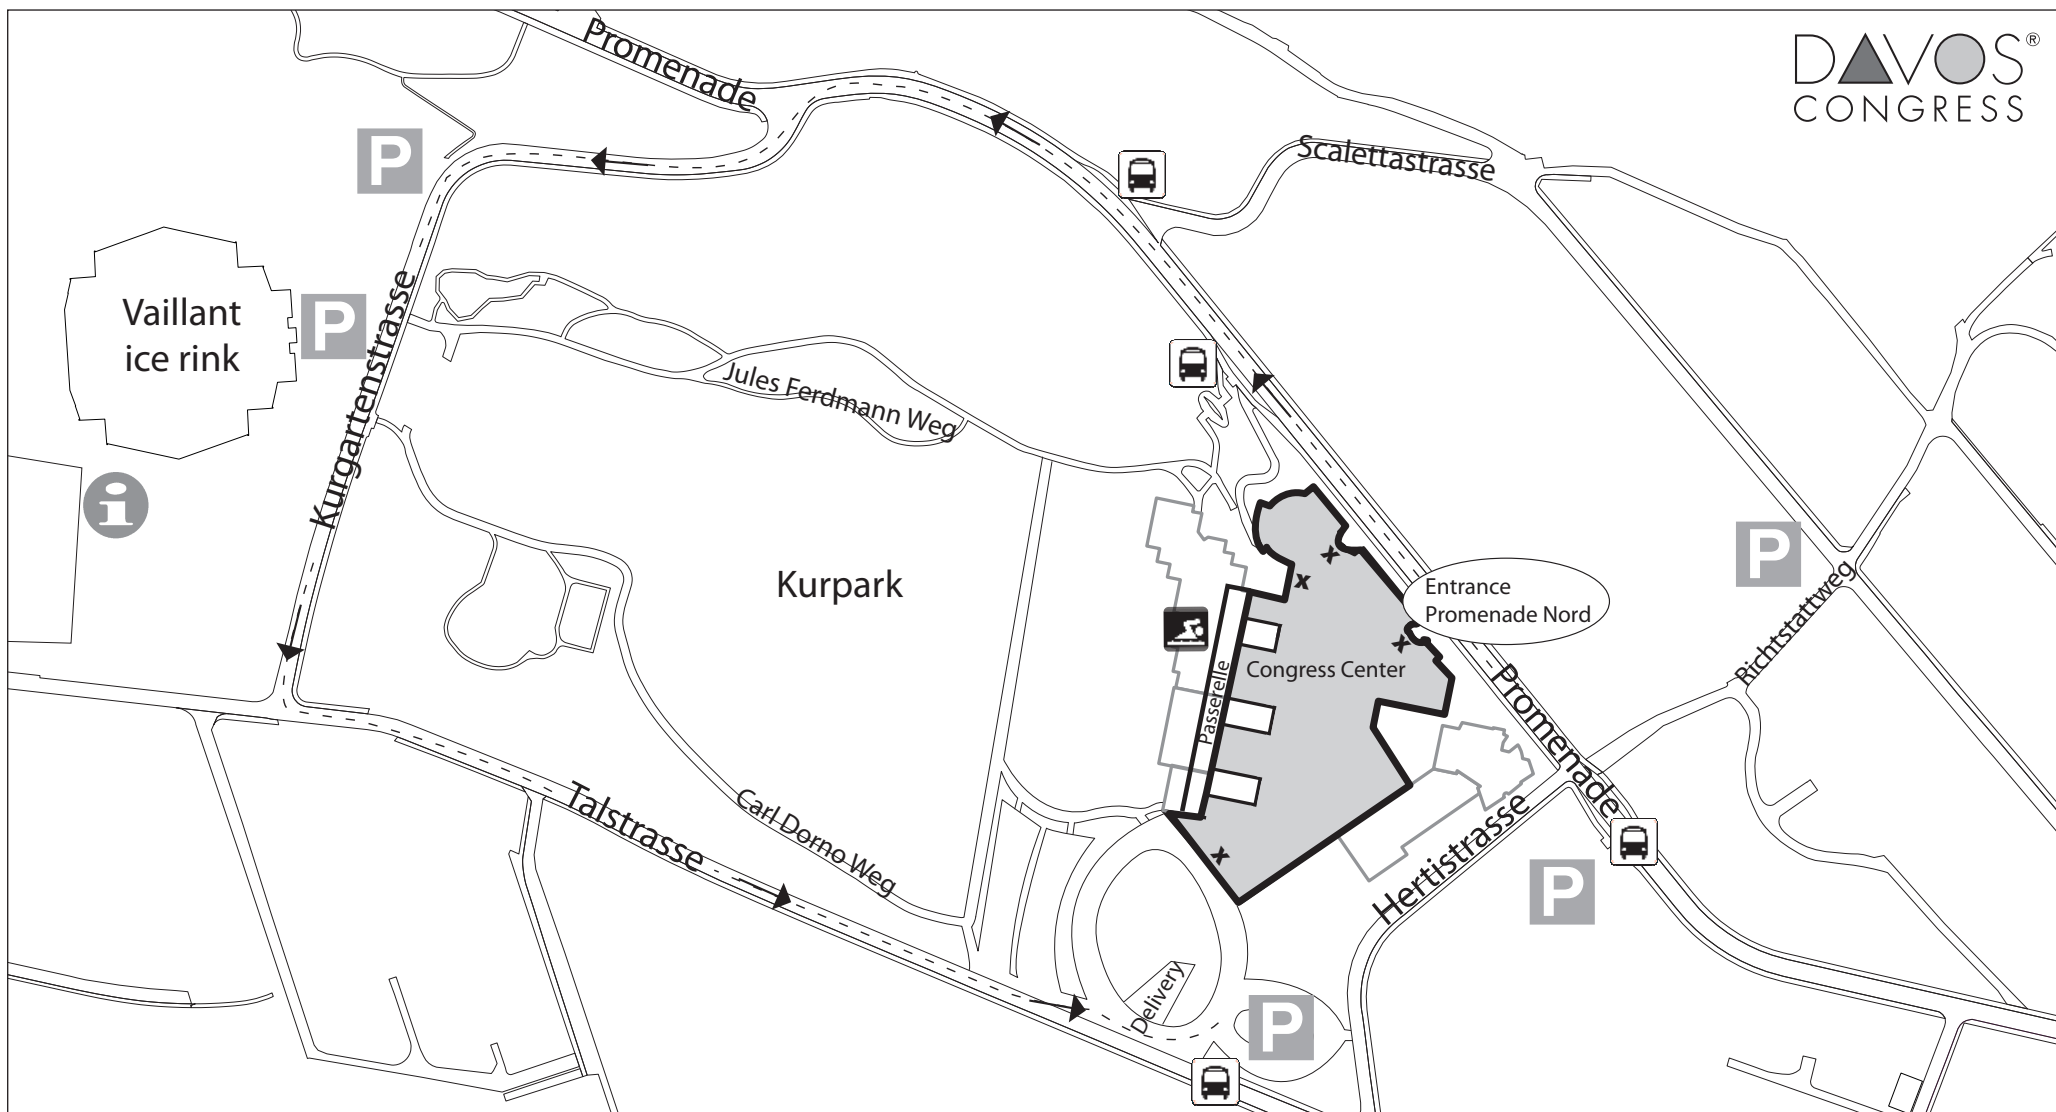 Promenade
DAVOS®
CONGRESS
Scalettastrasse
P
Vaillant
ice rink
P
Kurgartenstrasse
Jules Ferdmann Weg
i
Kurpark
Entrance
Promenade Nord
P
Richtstattweg
Congress Center
Passerelle
x
x
x
x
Promenade
Talstrasse
Carl Dorno Weg
Hertistrasse
P
Delivery
P